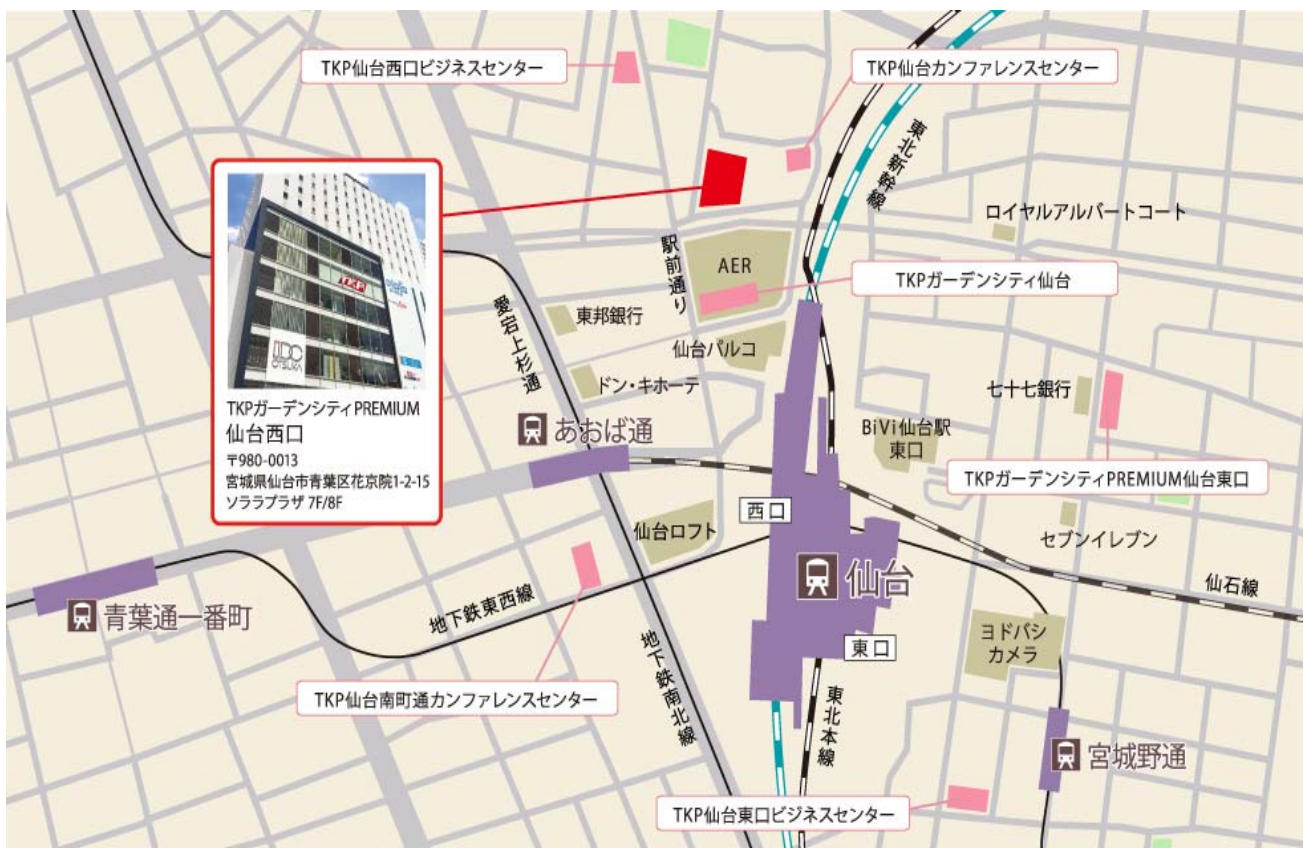 TKP仙台西口ビジネスセンター
TKP仙台カンファレンスセンター
東北新幹線
ロイヤルアルバートコート
駅前通り
AER
TKPガーデンシティ仙台
愛宕上杉通
東邦銀行
仙台パルコ
ドン・キホーテ
七十七銀行
TKP
IDC
OTSUKA
TKPガーデンシティPREMIUM
仙台西口
〒980-0013
宮城県仙台市青葉区花京院1-2-15
ソララプラザ 7F/8F
あおば通
BiVi仙台駅
東口
TKPガーデンシティPREMIUM仙台東口
西口
仙台ロフト
セブンイレブン
仙台
仙石線
青葉通一番町
地下鉄東西線
ヨドバシ
カメラ
東口
地下鉄南北線
TKP仙台南町通カンファレンスセンター
東北本線
宮城野通
TKP仙台東口ビジネスセンター